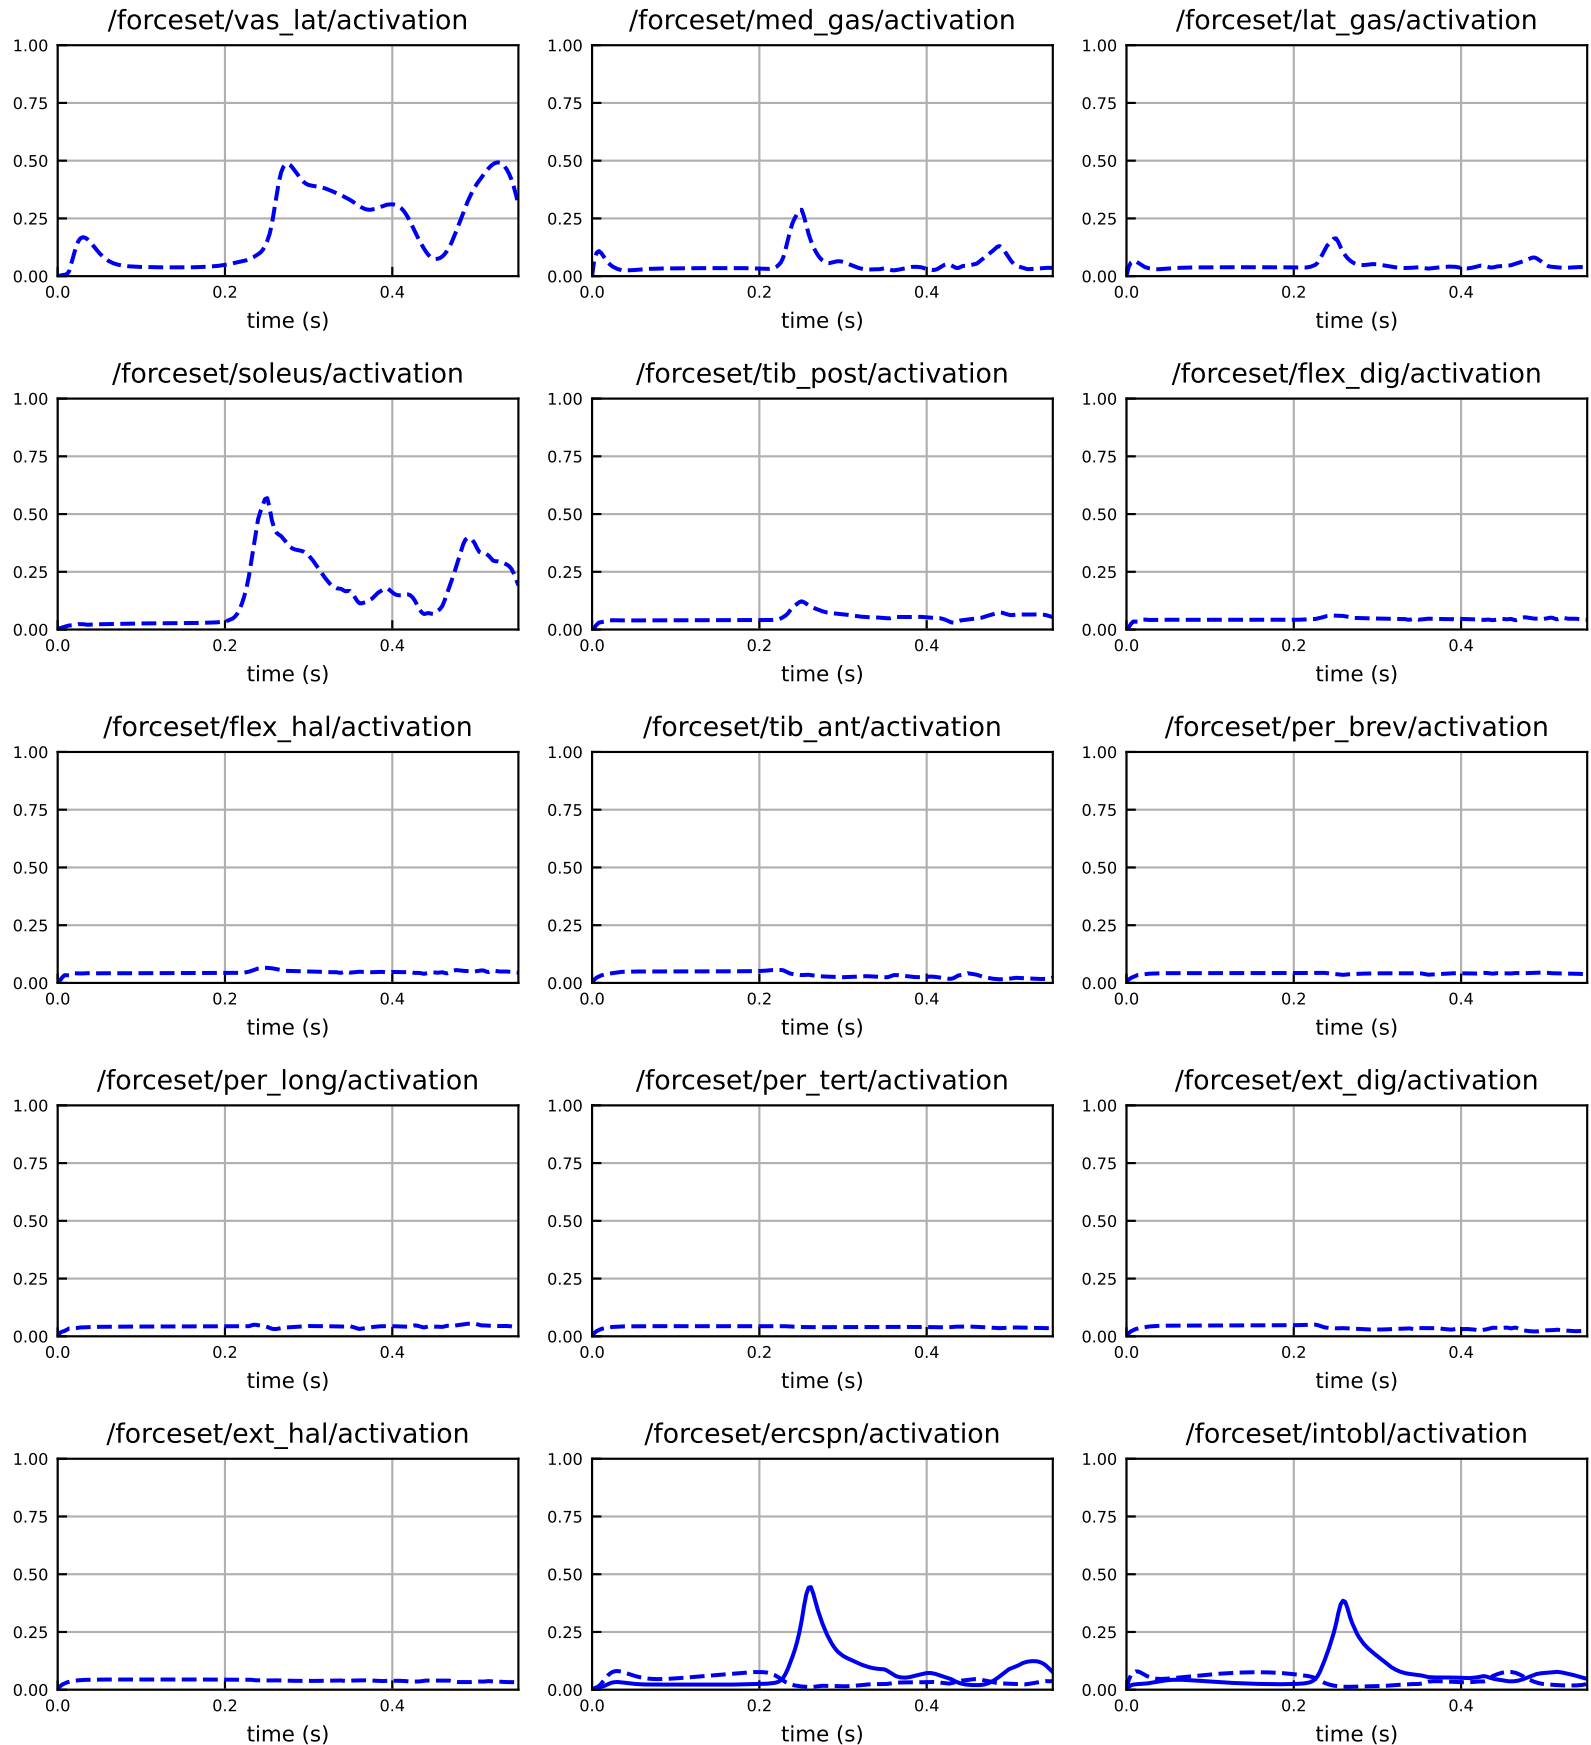 /forceset/vas_lat/activation
1.00
0.75
0.50
0.25
0.00
0.0 0.2 0.4
time (s)
/forceset/med_gas/activation
1.00
0.75
0.50
0.25
0.00
0.0 0.2 0.4
time (s)
/forceset/lat_gas/activation
1.00
0.75
0.50
0.25
0.00
0.0 0.2 0.4
time (s)
/forceset/soleus/activation
1.00
0.75
0.50
0.25
0.00
0.0 0.2 0.4
time (s)
/forceset/tib_post/activation
1.00
0.75
0.50
0.25
0.00
0.0 0.2 0.4
time (s)
/forceset/flex_dig/activation
1.00
0.75
0.50
0.25
0.00
0.0 0.2 0.4
time (s)
/forceset/flex_hal/activation
1.00
0.75
0.50
0.25
0.00
0.0 0.2 0.4
time (s)
/forceset/tib_ant/activation
1.00
0.75
0.50
0.25
0.00
0.0 0.2 0.4
time (s)
/forceset/per_brev/activation
1.00
0.75
0.50
0.25
0.00
0.0 0.2 0.4
time (s)
/forceset/per_long/activation
1.00
0.75
0.50
0.25
0.00
0.0 0.2 0.4
time (s)
/forceset/per_tert/activation
1.00
0.75
0.50
0.25
0.00
0.0 0.2 0.4
time (s)
/forceset/ext_dig/activation
1.00
0.75
0.50
0.25
0.00
0.0 0.2 0.4
time (s)
/forceset/ext_hal/activation
1.00
0.75
0.50
0.25
0.00
0.0 0.2 0.4
time (s)
/forceset/ercspn/activation
1.00
0.75
0.50
0.25
0.00
0.0 0.2 0.4
time (s)
/forceset/intobl/activation
1.00
0.75
0.50
0.25
0.00
0.0 0.2 0.4
time (s)